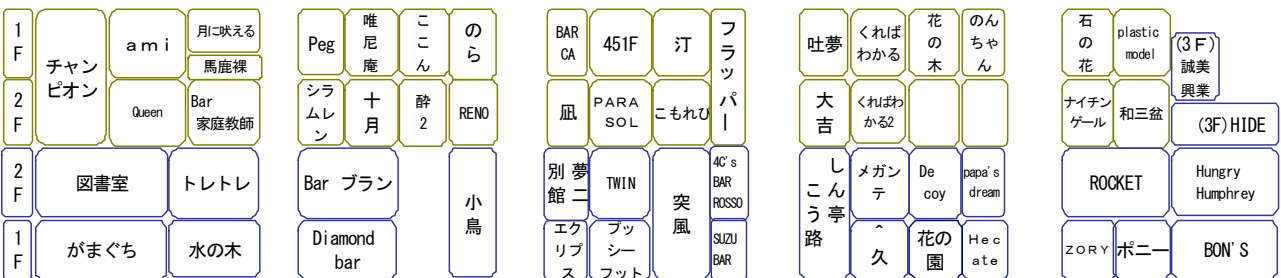 1F
チャンピオン
ami
月に吠える
馬鹿裸
2F
Queen
Bar
家庭教師
Peg
唯尼庵
ここん
のら
シラムレン
十月
酔2
RENO
BAR
CA
451F
汀
フラッパー
凪
PARA
SOL
こもれび
吐夢
くれば
わかる
花の木
のんちゃん
大吉
くればわ
かる2
石の花
plastic
model
(3F)
誠美
興業
ナイチン
ゲール
和三盆
(3F)HIDE
2F
図書室
トレトレ
1F
がまぐち
水の木
Bar ブラン
小鳥
Diamond
bar
夢二
別館
TWIN
突風
4C's
BAR
ROSSO
エク
リプ
ス
プッ
シー
フット
SUZU
BAR
しん亭
こう路
メガン
テ
De
coy
papa's
dream
^
久
花の
園
Hec
ate
ROCKET
Hungry
Humphrey
ZORY
ポニー
BON'S